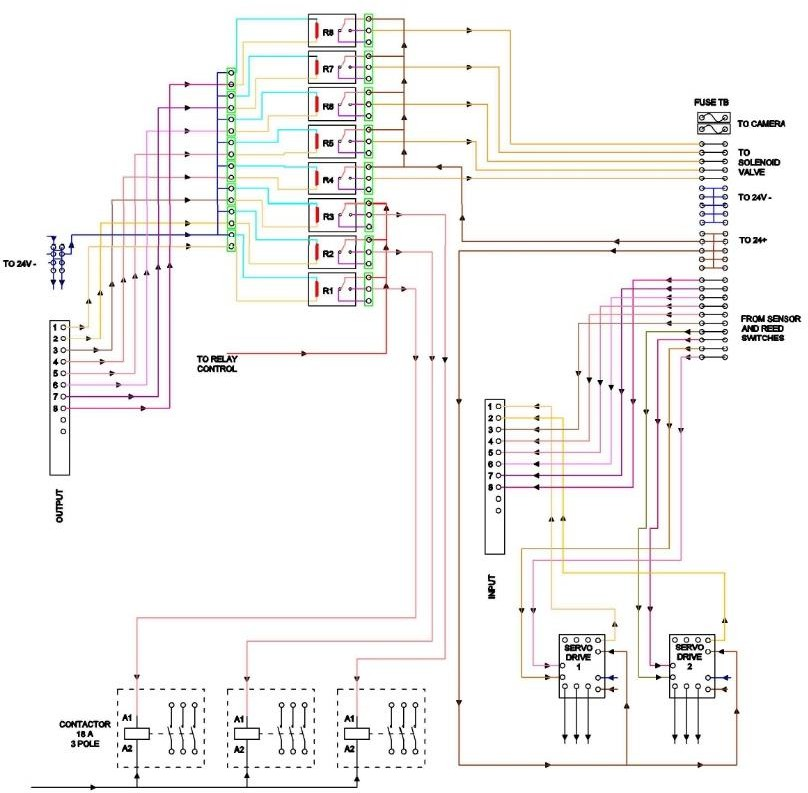 R8
R7
R6
R5
R4
R3
R2
R1
FUSE TB
TO CAMERA
TO
SOLENOID
VALVE
TO 24V -
TO 24+
FROM SENSOR
AND REED
SWITCHES
TO 24V -
TO RELAY
CONTROL
1
2
3
4
5
6
7
8
OUTPUT
1
2
3
4
5
6
7
8
INPUT
SERVO
DRIVE
1
SERVO
DRIVE
2
CONTACTOR
18 A
3 POLE
A1
A2
A1
A2
A1
A2